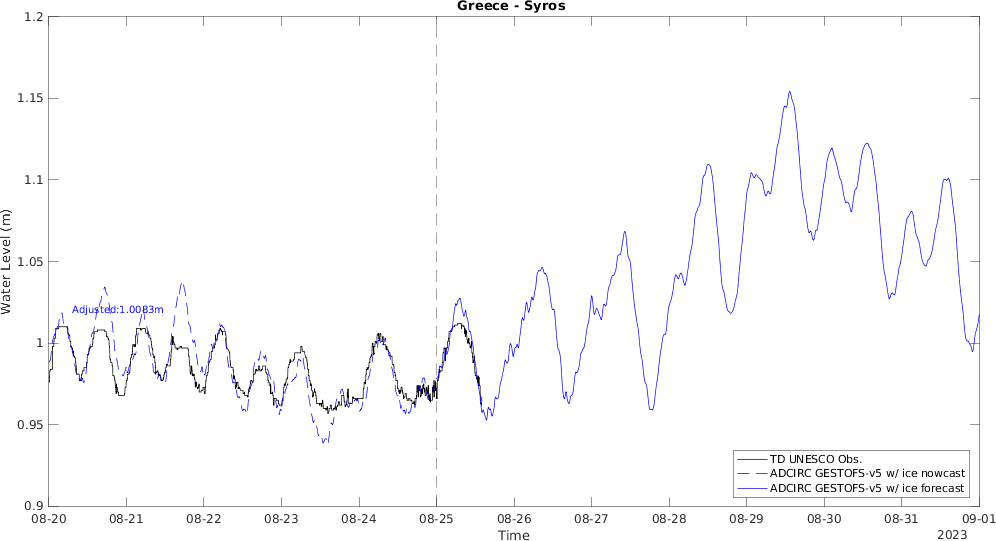 Greece - Syros
1.2
1.15
1.1
1.05
1
0.95
0.9
Water Level (m)
Adjusted:1.0083m
TD UNESCO Obs.
ADCIRC GESTOFS-v5 w/ ice nowcast
ADCIRC GESTOFS-v5 w/ ice forecast
08-20 08-21 08-22 08-23 08-24 08-25 08-26 08-27 08-28 08-29 08-30 08-31 09-01
Time
2023